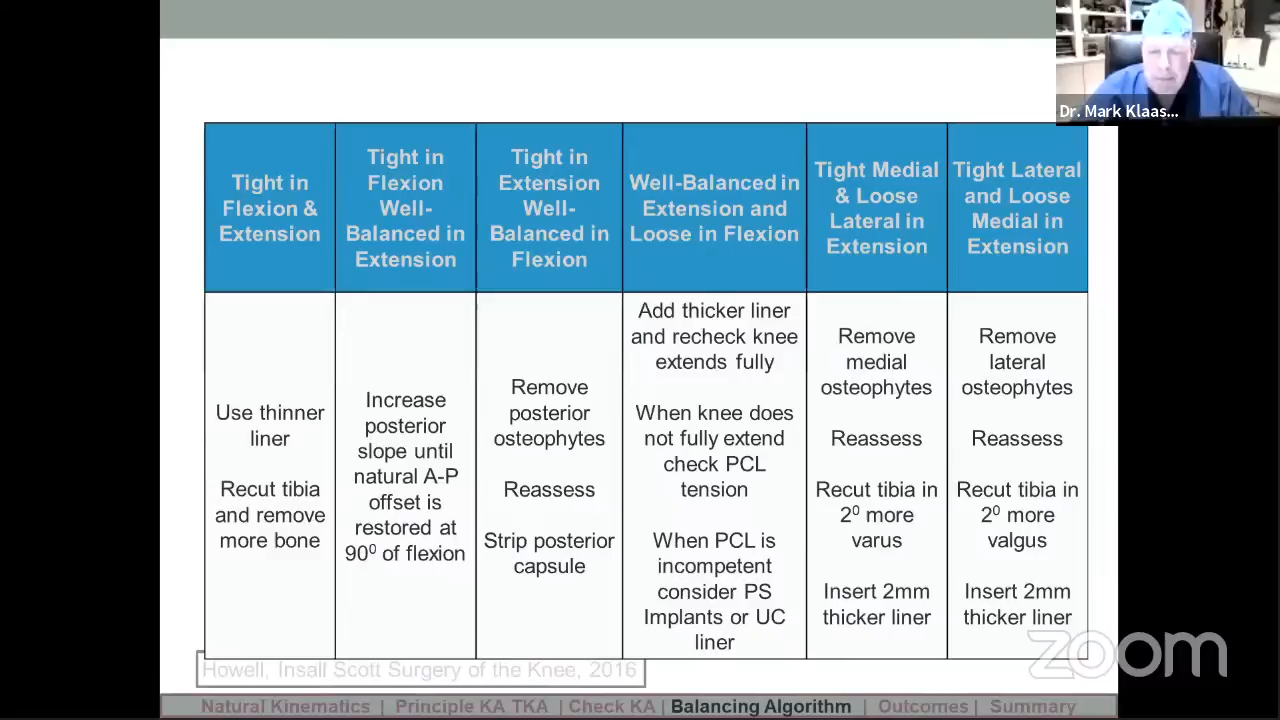 Dr. Mark Klaas...
Tight in
Flexion &
Extension
Tight in
Flexion
Well-
Balanced in
Extension
Tight in
Extension
Well-
Balanced in
Flexion
Well-Balanced in
Extension and
Loose in Flexion
Tight Medial
& Loose
Lateral in
Extension
Tight Lateral
and Loose
Medial in
Extension
Use thinner
liner
Recut tibia
and remove
more bone
Increase
posterior
slope until
natural A-P
offset is
restored at
90⁰ of flexion
Remove
posterior
osteophytes
Reassess
Strip posterior
capsule
Add thicker liner
and recheck knee
extends fully
When knee does
not fully extend
check PCL
tension
When PCL is
incompetent
consider PS
Implants or UC
liner
Remove
medial
osteophytes
Reassess
Recut tibia in
2⁰ more
varus
Insert 2mm
thicker liner
Remove
lateral
osteophytes
Reassess
Recut tibia in
2⁰ more
valgus
Insert 2mm
thicker liner
Howell, Insall Scott Surgery of the Knee, 2016
zoom
Natural Kinematics | Principle KA TKA | Check KA | Balancing Algorithm | Outcomes | Summary